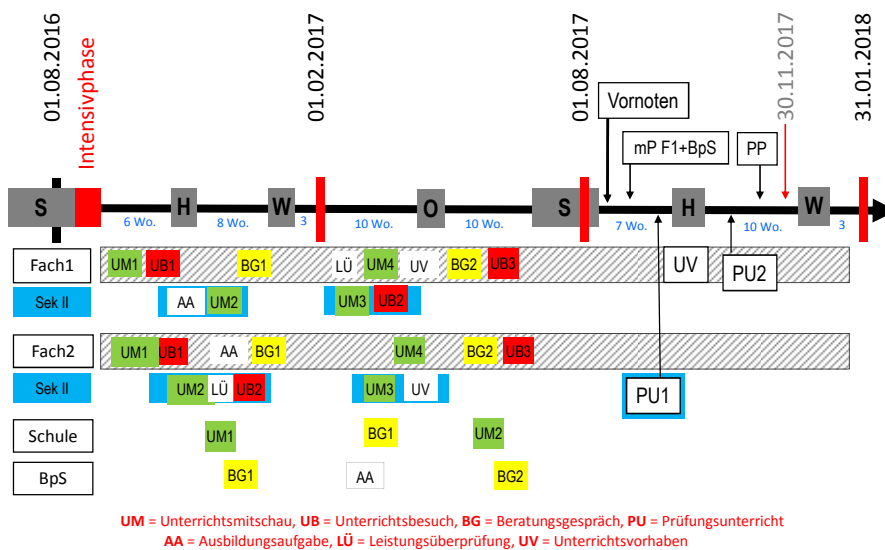 01.08.2016
Intensivphase
01.02.2017
01.08.2017
30.11.2017
31.01.2018
Vornoten
mP F1+BpS
PP
S H W O S H W
6 Wo. 8 Wo. 3 10 Wo. 10 Wo. 7 Wo. 10 Wo. 3
Fach1 UM1 UB1 BG1 LÜ UM4 UV BG2 UB3 UV PU2
Sek II AA UM2 UM3 UB2
Fach2 UM1 UB1 AA BG1 UM4 BG2 UB3
Sek II UM2 LÜ UB2 UM3 UV PU1
Schule UM1 BG1 UM2
BpS BG1 AA BG2
UM = Unterrichtsmitschau, UB = Unterrichtsbesuch, BG = Beratungsgespräch, PU = Prüfungsunterricht
AA = Ausbildungsaufgabe, LÜ = Leistungsüberprüfung, UV = Unterrichtsvorhaben